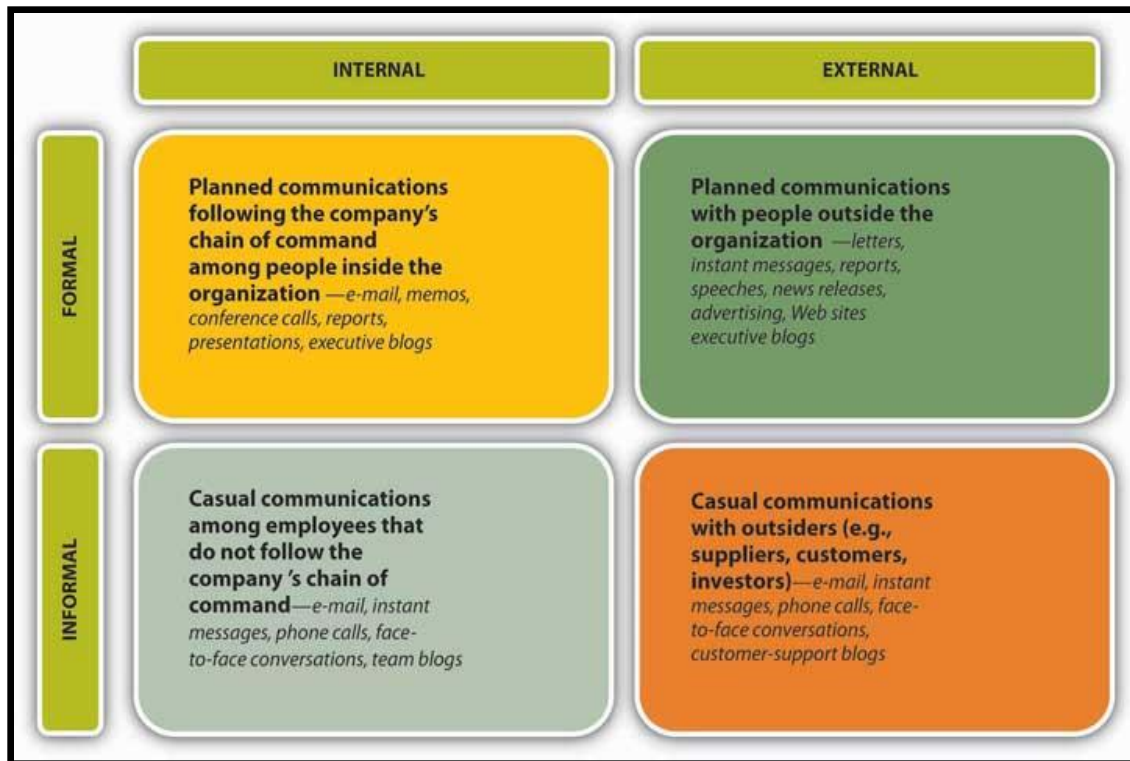 INTERNAL
EXTERNAL
FORMAL
Planned communications
following the company's
chain of command
among people inside the
organization —e-mail, memos,
conference calls, reports,
presentations, executive blogs
Planned communications
with people outside the
organization —letters,
instant messages, reports,
speeches, news releases,
advertising, Web sites
executive blogs
INFORMAL
Casual communications
among employees that
do not follow the
company 's chain of
command—e-mail, instant
messages, phone calls, face-
to-face conversations, team blogs
Casual communications
with outsiders (e.g.,
suppliers, customers,
investors)—e-mail, instant
messages, phone calls, face-
to-face conversations,
customer-support blogs